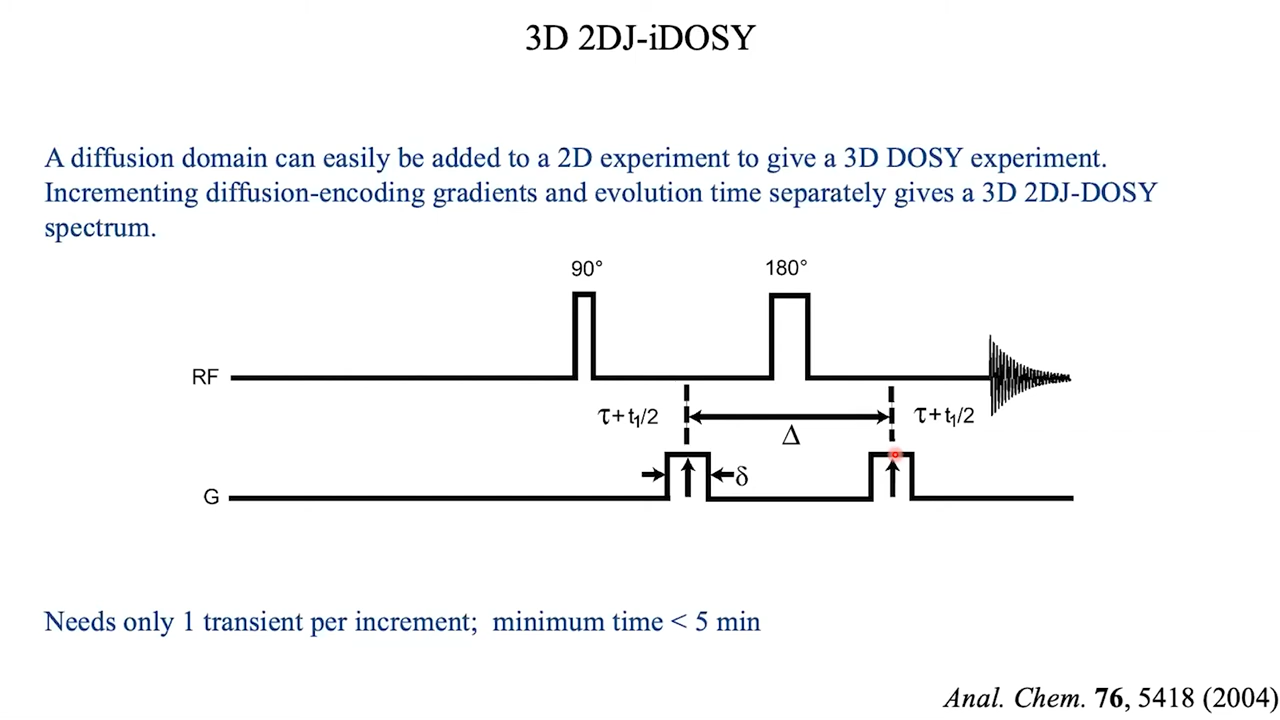 3D 2DJ-iDOSY
A diffusion domain can easily be added to a 2D experiment to give a 3D DOSY experiment.
Incrementing diffusion-encoding gradients and evolution time separately gives a 3D 2DJ-DOSY
spectrum.
90° 180°
RF
τ+t₁/2 Δ τ+t₁/2
δ
G
Needs only 1 transient per increment; minimum time < 5 min
Anal. Chem. 76, 5418 (2004)